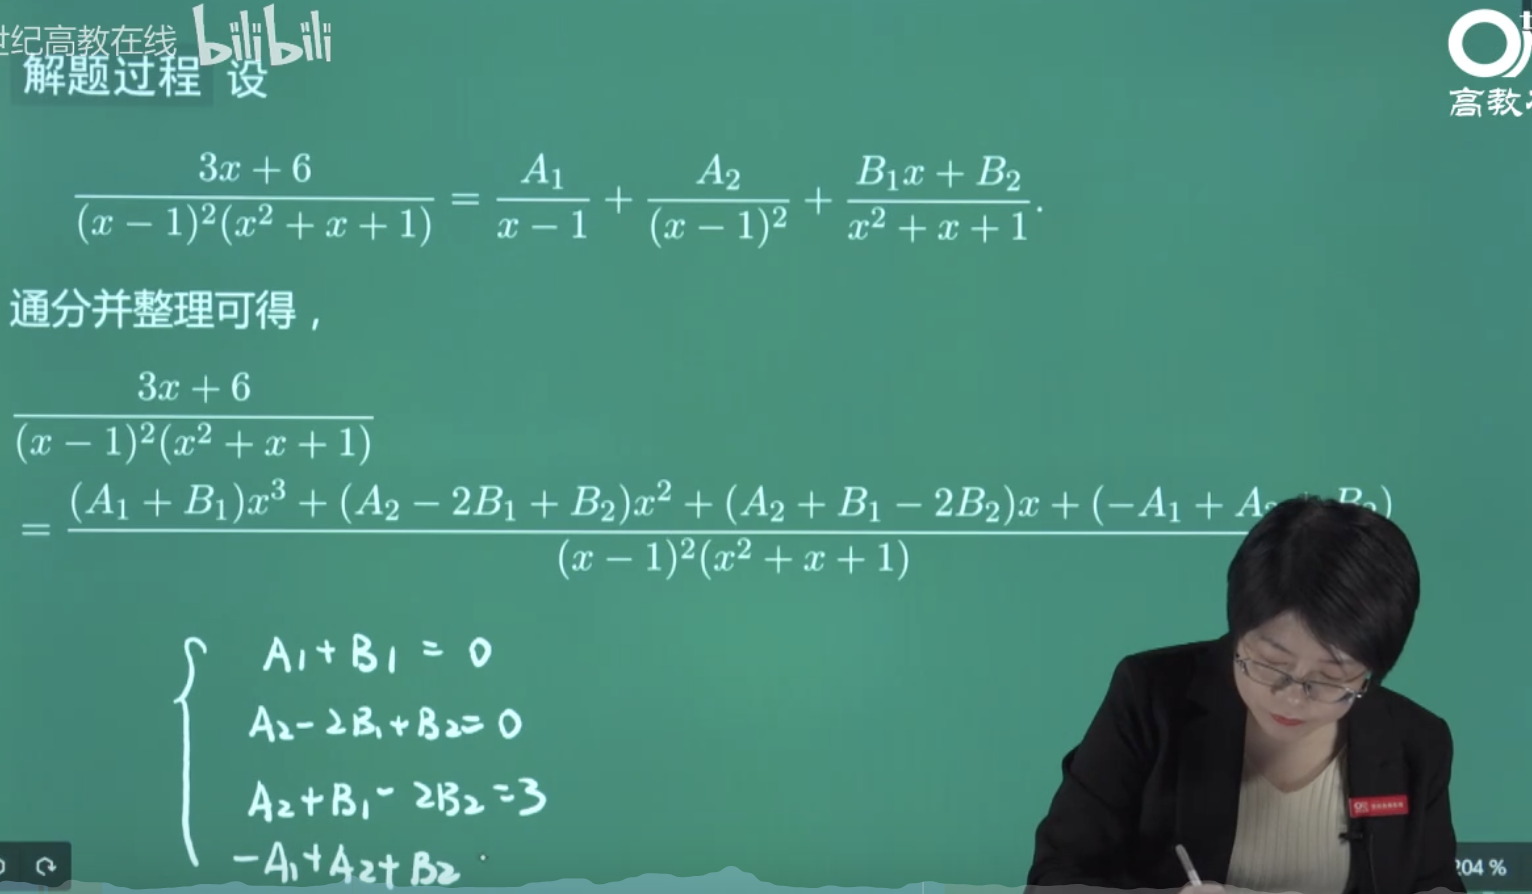 世纪高教在线 bilibili
高教
解题过程 设
\frac{3x + 6}{(x − 1)^2(x^2 + x + 1)} = \frac{A_1}{x − 1} + \frac{A_2}{(x − 1)^2} + \frac{B_1x + B_2}{x^2 + x + 1}.
通分并整理可得，
\frac{3x + 6}{(x − 1)^2(x^2 + x + 1)}
= \frac{(A_1 + B_1)x^3 + (A_2 − 2B_1 + B_2)x^2 + (A_2 + B_1 − 2B_2)x + (−A_1 + A_2 + B_2)}{(x − 1)^2(x^2 + x + 1)}
A_1 + B_1 = 0
A_2 − 2B_1 + B_2 = 0
A_2 + B_1 − 2B_2 = 3
−A_1 + A_2 + B_2
204 %